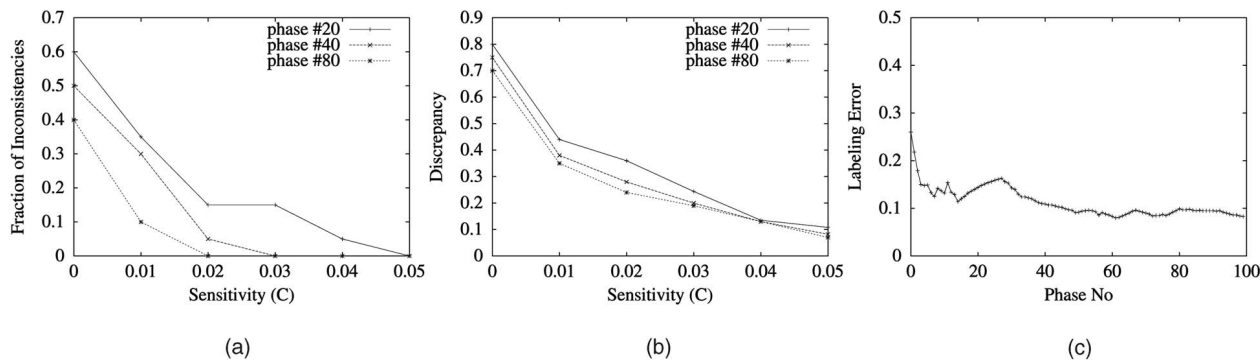 Fraction of Inconsistencies
0.7
0.6
0.5
0.4
0.3
0.2
0.1
0
phase #20
phase #40
phase #80
0 0.01 0.02 0.03 0.04 0.05
Sensitivity (C)
(a)
Discrepancy
0.9
0.8
0.7
0.6
0.5
0.4
0.3
0.2
0.1
0
phase #20
phase #40
phase #80
0 0.01 0.02 0.03 0.04 0.05
Sensitivity (C)
(b)
Labeling Error
0.5
0.4
0.3
0.2
0.1
0
0 20 40 60 80 100
Phase No
(c)